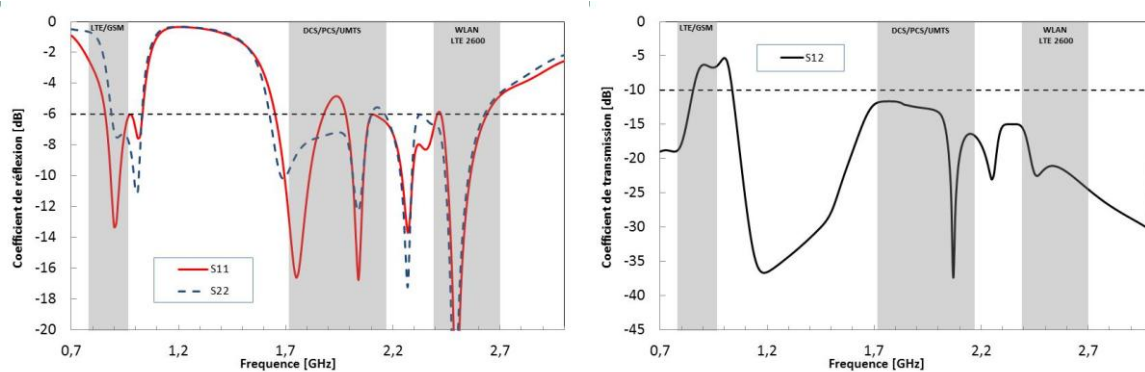 LTE/GSM
DCS/PCS/UMTS
WLAN
LTE 2600
0
-2
-4
-6
-8
-10
-12
-14
-16
-18
-20
Coefficient de réflexion [dB]
S11
S22
0,7
1,2
1,7
2,2
2,7
Frequence [GHz]
LTE/GSM
DCS/PCS/UMTS
WLAN
LTE 2600
0
-5
-10
-15
-20
-25
-30
-35
-40
-45
Coefficient de transmission [dB]
S12
0,7
1,2
1,7
2,2
2,7
Frequence [GHz]